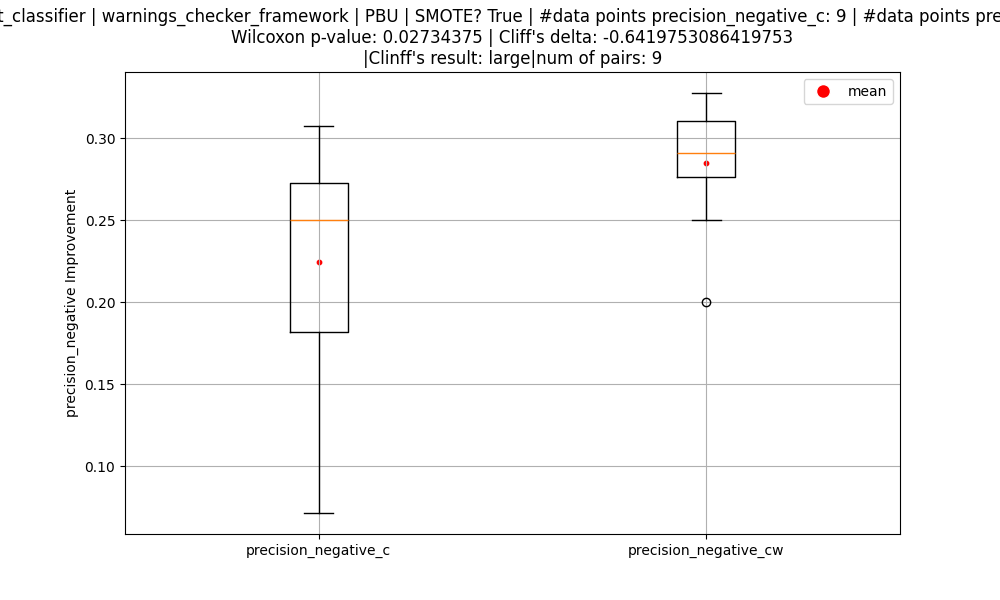 t_classifier | warnings_checker_framework | PBU | SMOTE? True | #data points precision_negative_c: 9 | #data points pre
Wilcoxon p-value: 0.02734375 | Cliff's delta: -0.6419753086419753
|Clinff's result: large|num of pairs: 9
mean
0.30
0.25
0.20
0.15
0.10
precision_negative Improvement
precision_negative_c
precision_negative_cw